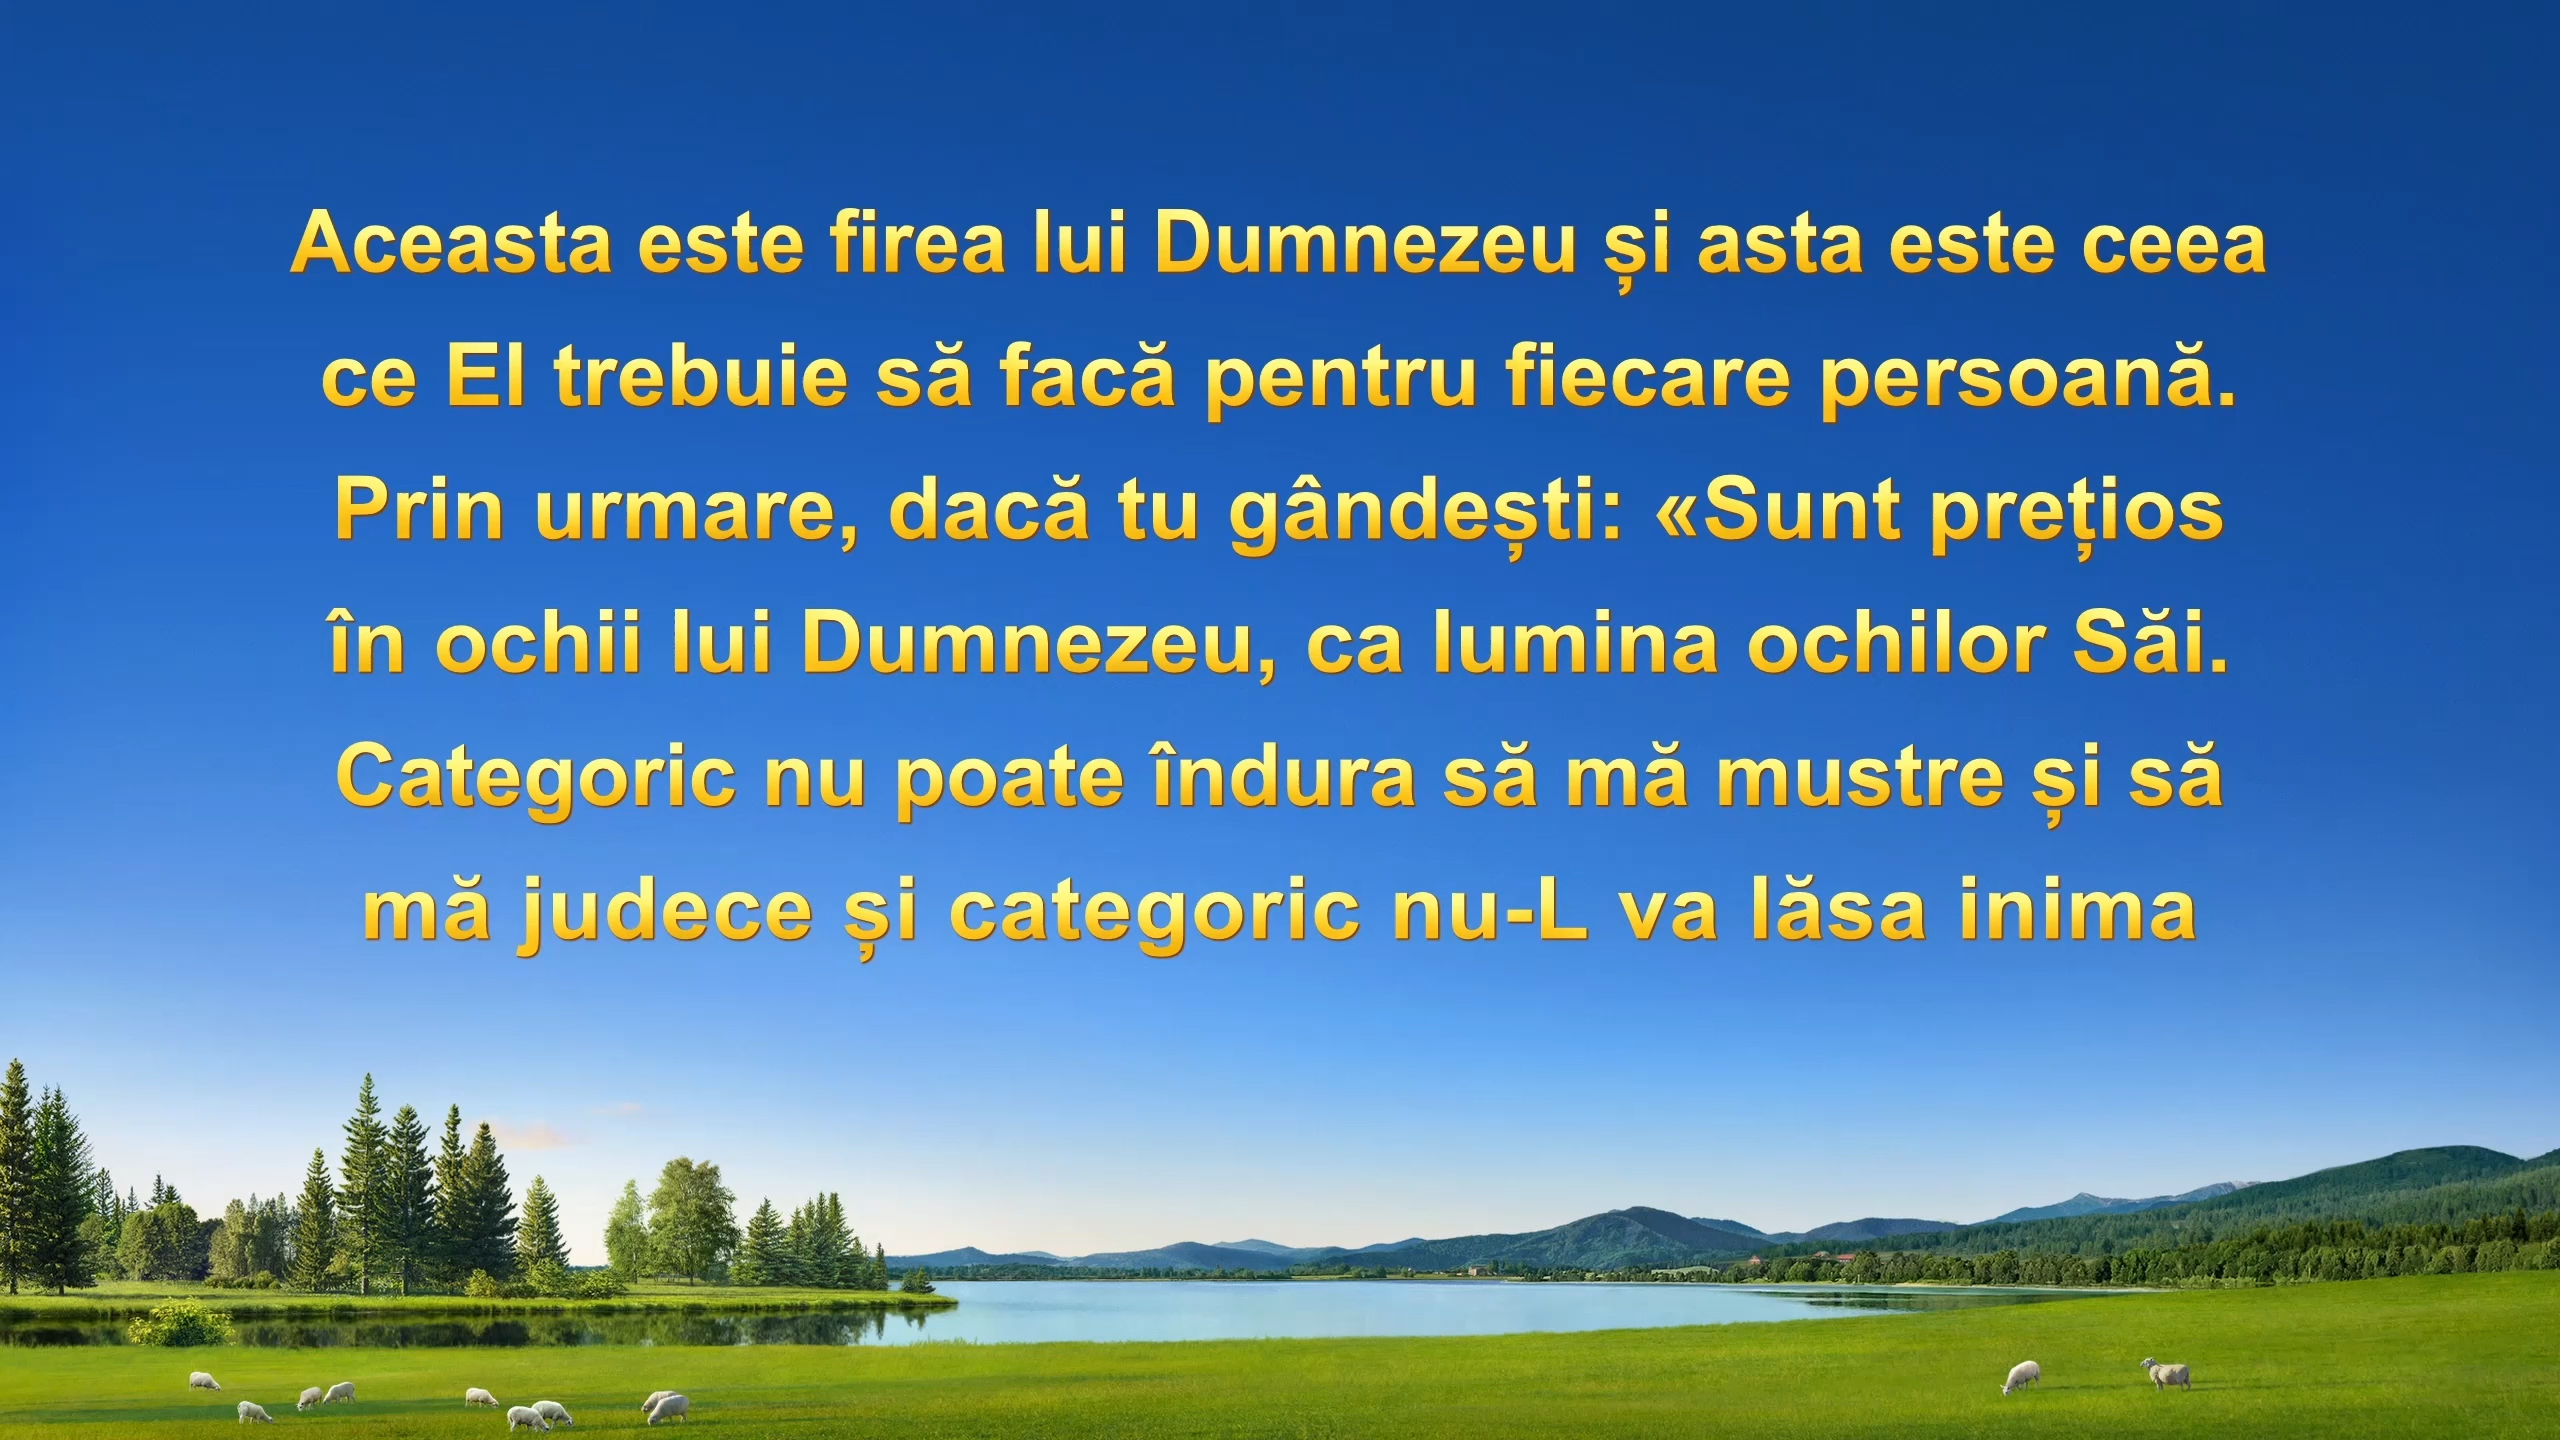 Aceasta este firea lui Dumnezeu și asta este ceea
ce El trebuie să facă pentru fiecare persoană.
Prin urmare, dacă tu gândești: «Sunt prețios
în ochii lui Dumnezeu, ca lumina ochilor Săi.
Categoric nu poate îndura să mă mustre și să
mă judece și categoric nu-L va lăsa inima